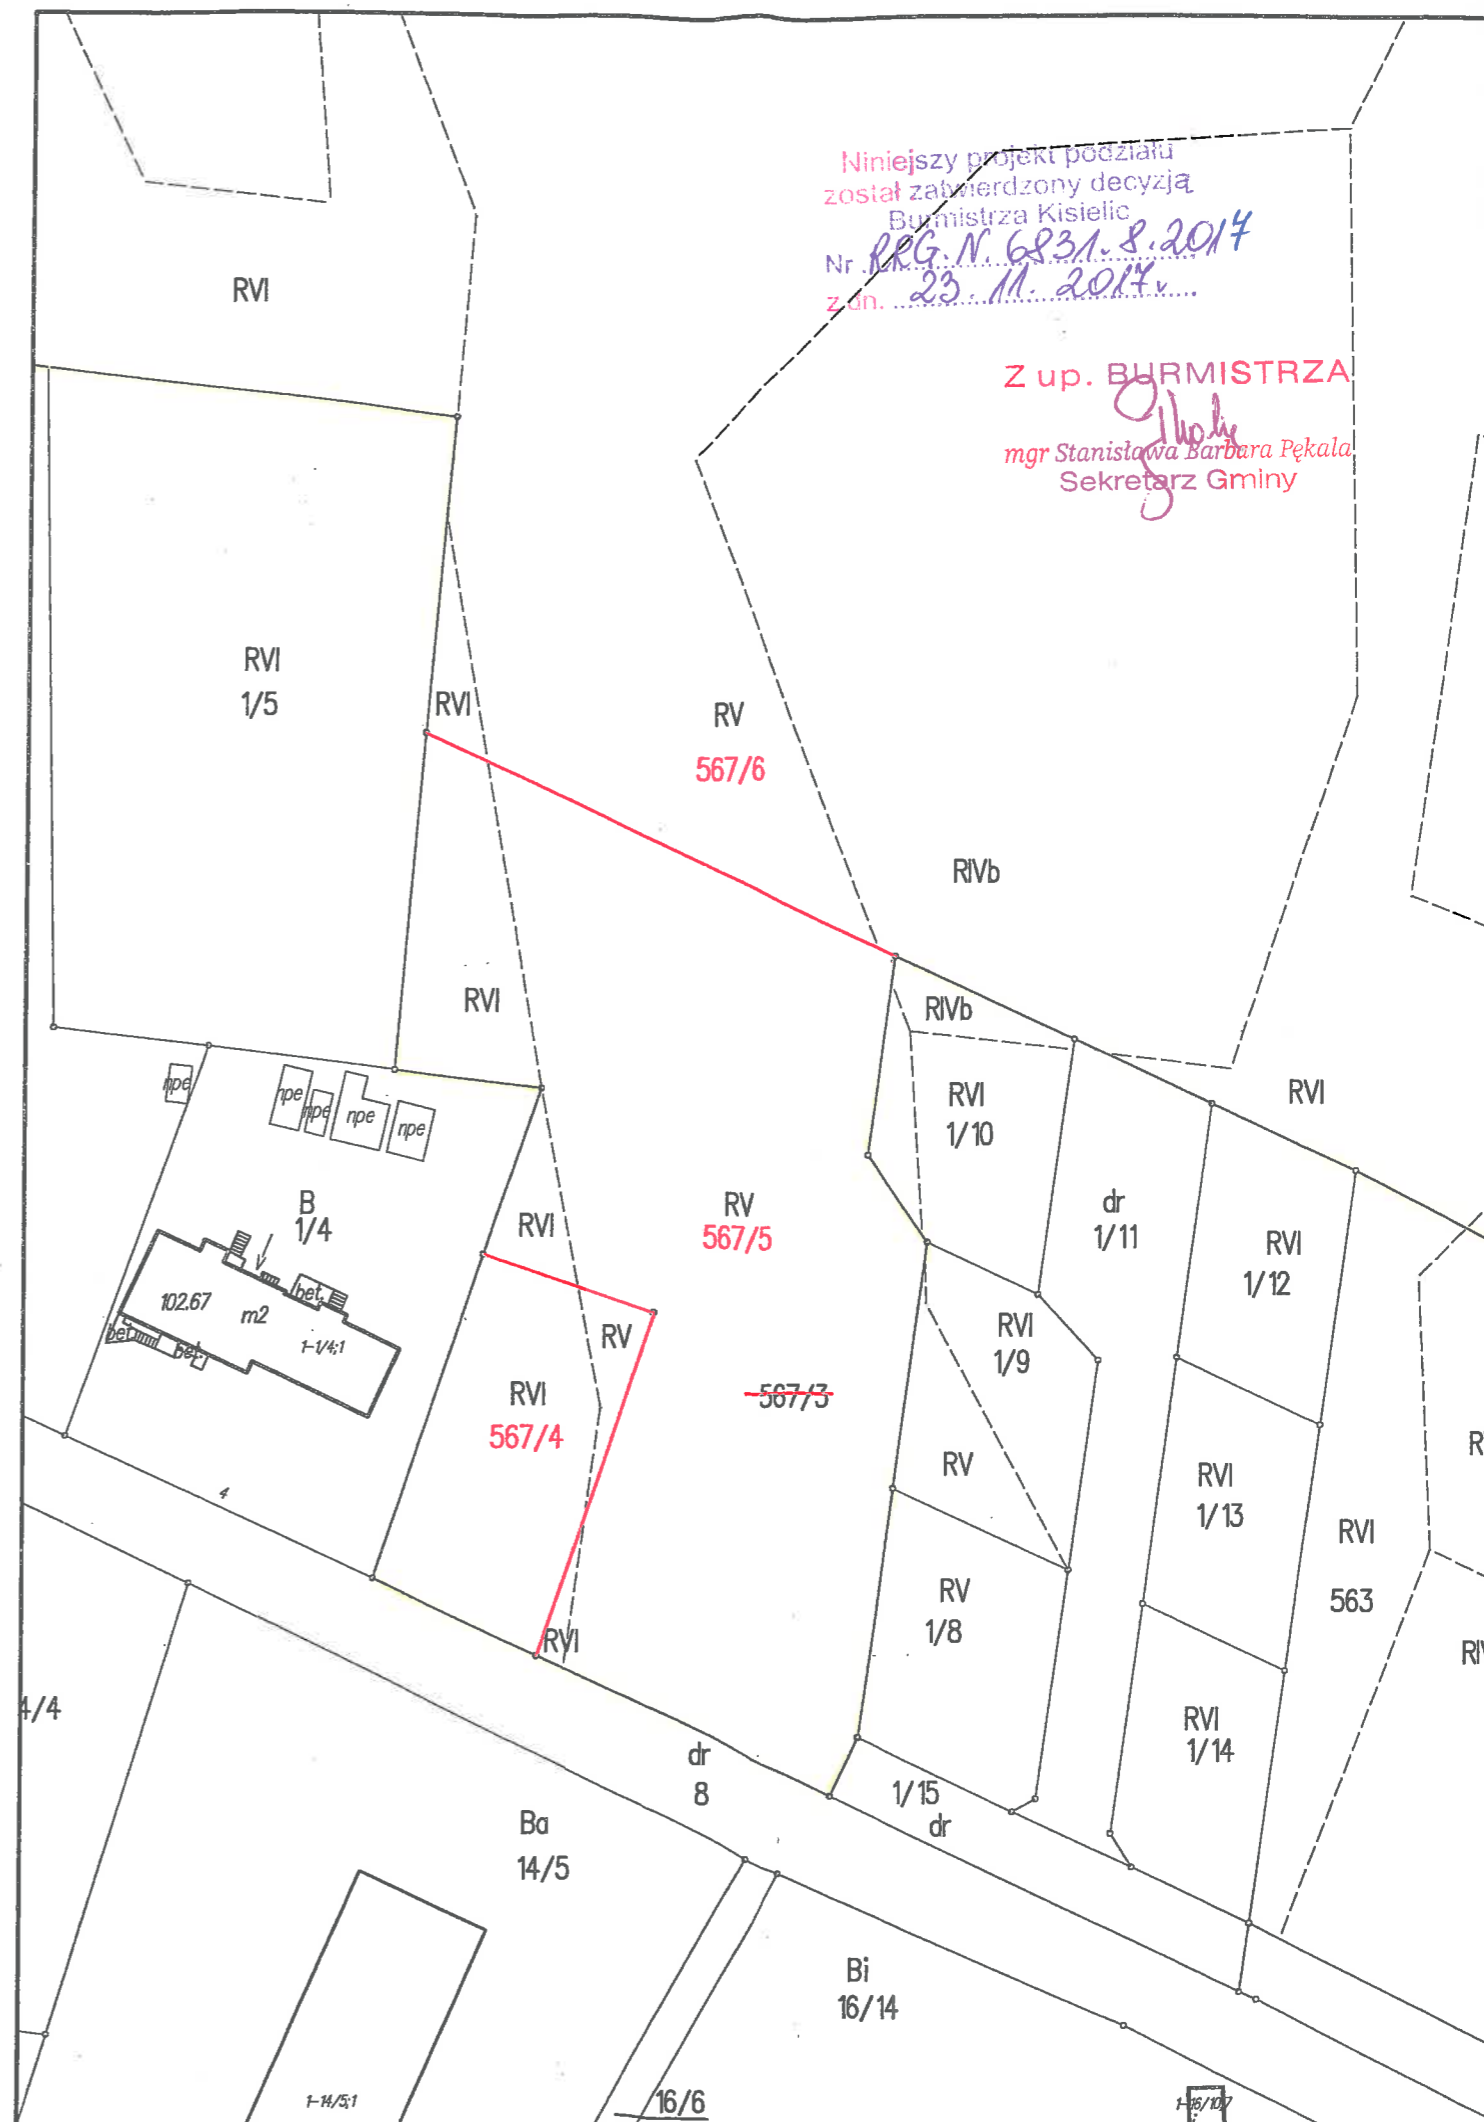 Niniejszy projekt podziału
został zatwierdzony decyzją
Burmistrza Kisielic
Nr RRG.N.6831.8.2017
z dn. 23.11.2017r.
Z up. BURMISTRZA
mgr Stanisława Barbara Pękala
Sekretarz Gminy
RVI
RVI
1/5
RVI
RV
567/6
RIVb
RVI
RIVb
RVI
1/10
RVI
npe
npe
npe
npe
npe
B
1/4
RVI
RV
567/5
dr
1/11
RVI
1/12
102.67
m2
bet.
bet.
bet.
1-1/4;1
RV
RVI
1/9
RVI
567/4
567/3
RV
RVI
1/13
RVI
563
4
RV
1/8
RVI
4/4
RVI
1/14
dr
8
1/15
dr
Ba
14/5
Bi
16/14
1-14/5;1
16/6